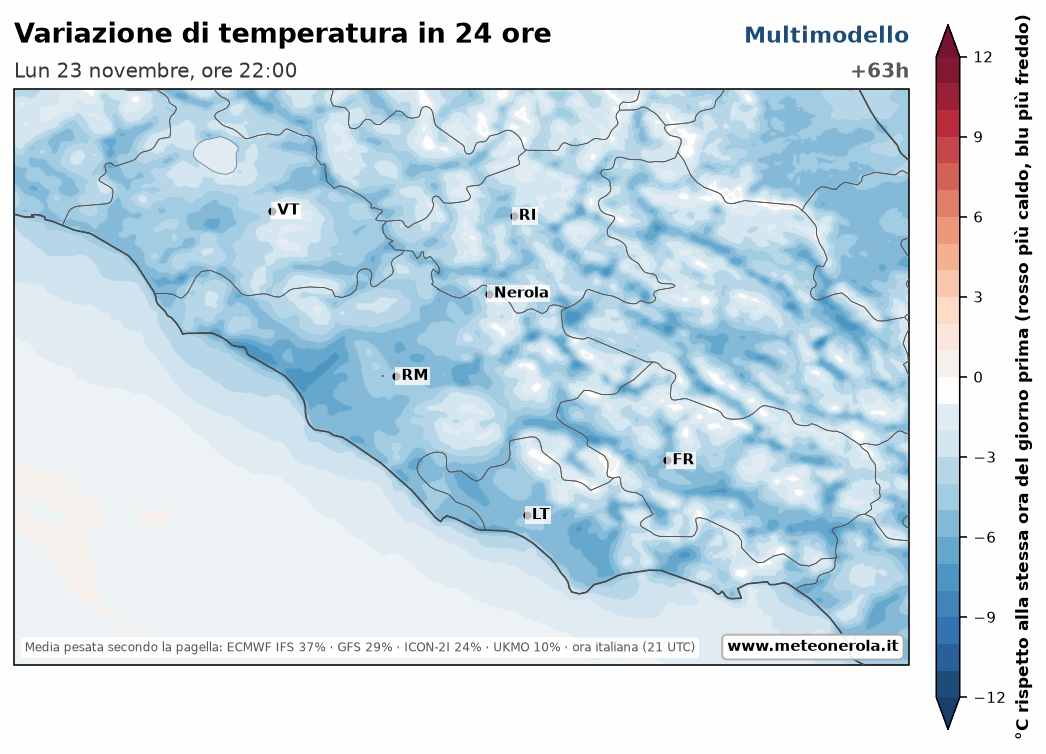 Variazione di temperatura in 24 ore
Multimodello
Lun 23 novembre, ore 22:00
+63h
VT
RI
Nerola
RM
FR
LT
Media pesata secondo la pagella: ECMWF IFS 37% · GFS 29% · ICON-2I 24% · UKMO 10% · ora italiana (21 UTC)
www.meteonerola.it
12
9
6
3
0
−3
−6
−9
−12
°C rispetto alla stessa ora del giorno prima (rosso più caldo, blu più freddo)